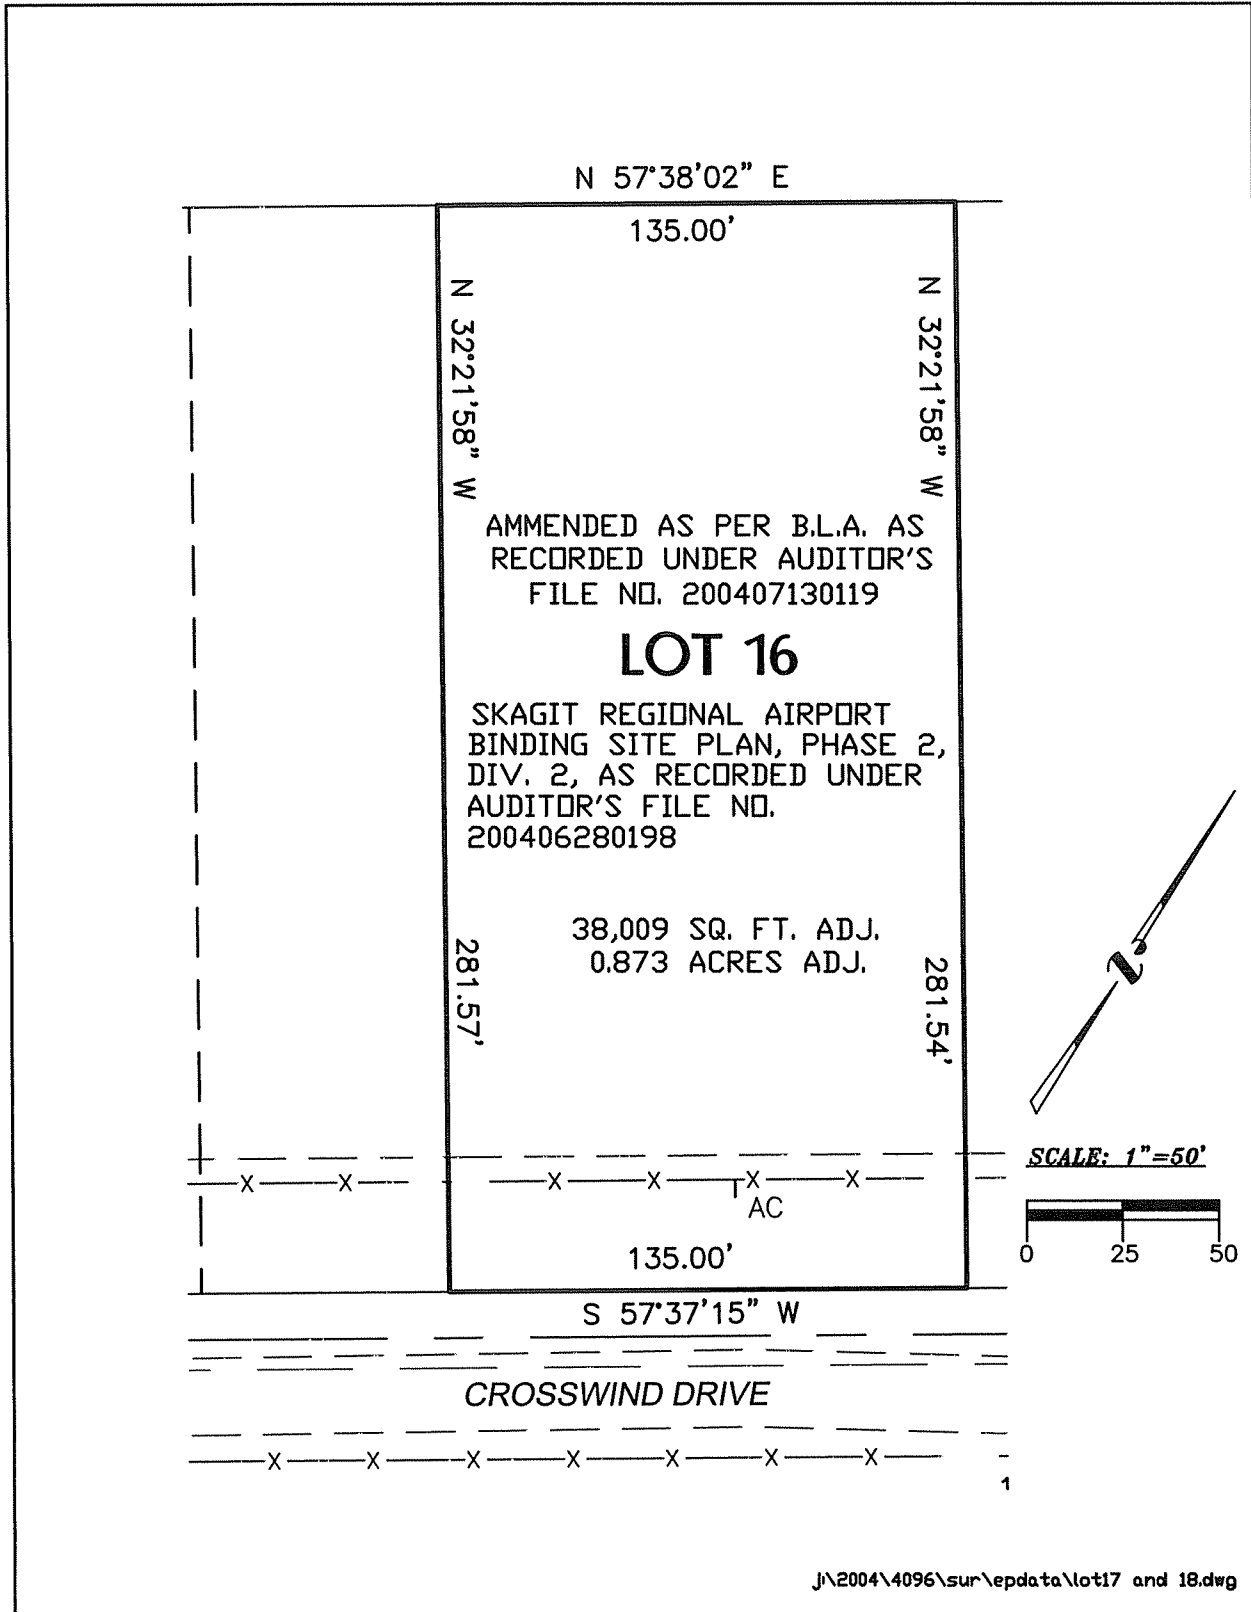 N 57°38'02" E
135.00'
N 32°21'58" W
N 32°21'58" W
AMMENDED AS PER B.L.A. AS
RECORDED UNDER AUDITOR'S
FILE NO. 200407130119
LOT 16
SKAGIT REGIONAL AIRPORT
BINDING SITE PLAN, PHASE 2,
DIV. 2, AS RECORDED UNDER
AUDITOR'S FILE NO.
200406280198
38,009 SQ. FT. ADJ.
0.873 ACRES ADJ.
281.57'
281.54'
N
SCALE: 1"=50'
0 25 50
X X X X X X
AC
135.00'
S 57°37'15" W
CROSSWIND DRIVE
X X X X X X X
1
j:\2004\4096\sur\epdata\lot17 and 18.dwg